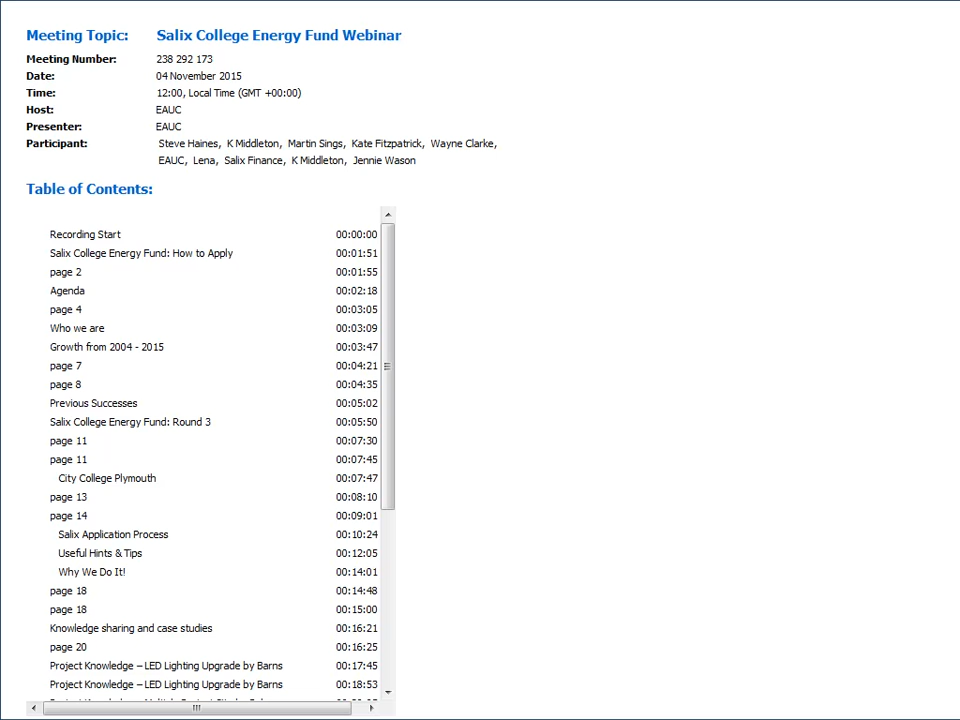 Meeting Topic: Salix College Energy Fund Webinar
Meeting Number: 238 292 173
Date: 04 November 2015
Time: 12:00, Local Time (GMT +00:00)
Host: EAUC
Presenter: EAUC
Participant: Steve Haines, K Middleton, Martin Sings, Kate Fitzpatrick, Wayne Clarke,
EAUC, Lena, Salix Finance, K Middleton, Jennie Wason
Table of Contents:
Recording Start 00:00:00
Salix College Energy Fund: How to Apply 00:01:51
page 2 00:01:55
Agenda 00:02:18
page 4 00:03:05
Who we are 00:03:09
Growth from 2004 - 2015 00:03:47
page 7 00:04:21
page 8 00:04:35
Previous Successes 00:05:02
Salix College Energy Fund: Round 3 00:05:50
page 11 00:07:30
page 11 00:07:45
City College Plymouth 00:07:47
page 13 00:08:10
page 14 00:09:01
Salix Application Process 00:10:24
Useful Hints & Tips 00:12:05
Why We Do It! 00:14:01
page 18 00:14:48
page 18 00:15:00
Knowledge sharing and case studies 00:16:21
page 20 00:16:25
Project Knowledge – LED Lighting Upgrade by Barns 00:17:45
Project Knowledge – LED Lighting Upgrade by Barns 00:18:53